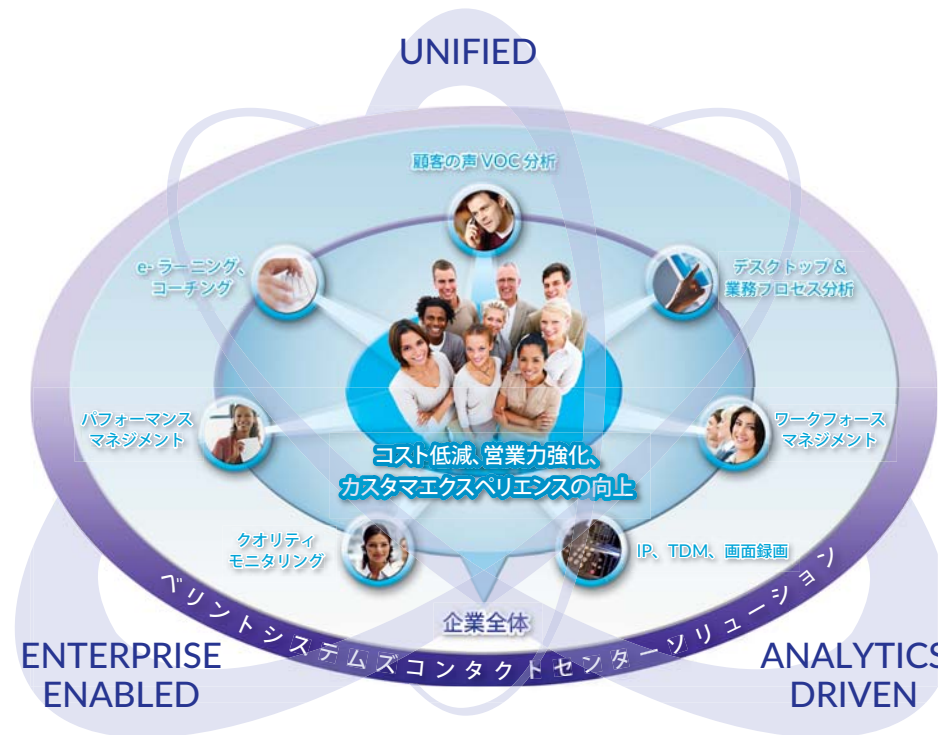 UNIFIED
顧客の声 VOC 分析
e- ラーニング、
コーチング
デスクトップ &
業務プロセス分析
パフォーマンス
マネジメント
ワークフォース
マネジメント
コスト低減、営業力強化、
カスタマエクスペリエンスの向上
クオリティ
モニタリング
IP、TDM、画面録画
企業全体
ベリントシステムズコンタクトセンターソリューション
ENTERPRISE
ENABLED
ANALYTICS
DRIVEN